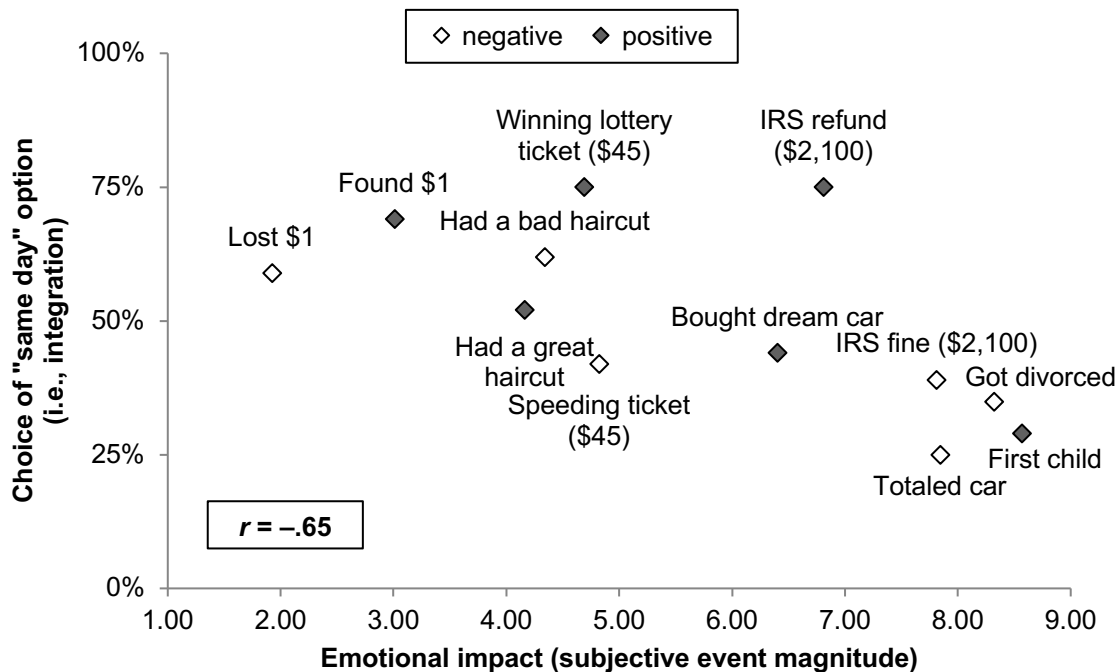 negative positive
100%
75%
50%
25%
0%
Choice of "same day" option
(i.e., integration)
Winning lottery
ticket ($45)
IRS refund
($2,100)
Found $1
Had a bad haircut
Lost $1
Bought dream car
Had a great
haircut
IRS fine ($2,100)
Got divorced
Speeding ticket
($45)
First child
Totaled car
r = –.65
1.00 2.00 3.00 4.00 5.00 6.00 7.00 8.00 9.00
Emotional impact (subjective event magnitude)